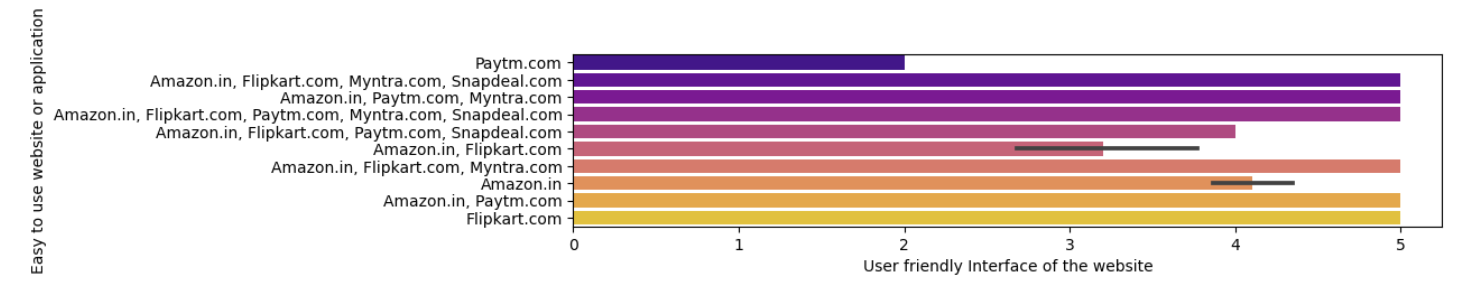 Easy to use website or application
Paytm.com
Amazon.in, Flipkart.com, Myntra.com, Snapdeal.com
Amazon.in, Paytm.com, Myntra.com
Amazon.in, Flipkart.com, Paytm.com, Myntra.com, Snapdeal.com
Amazon.in, Flipkart.com, Paytm.com, Snapdeal.com
Amazon.in, Flipkart.com
Amazon.in, Flipkart.com, Myntra.com
Amazon.in
Amazon.in, Paytm.com
Flipkart.com
0 1 2 3 4 5
User friendly Interface of the website